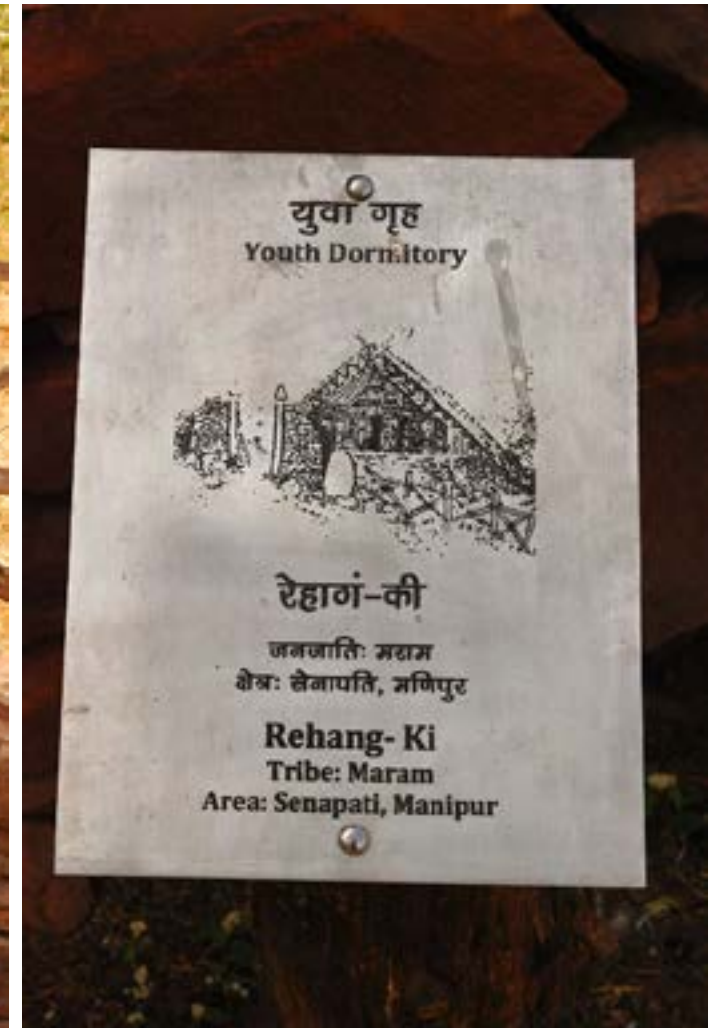 युवा गृह
Youth Dormitory
रेहागं-की
जनजातिः मराम
क्षेत्रः सेनापति, मणिपुर
Rehang- Ki
Tribe: Maram
Area: Senapati, Manipur